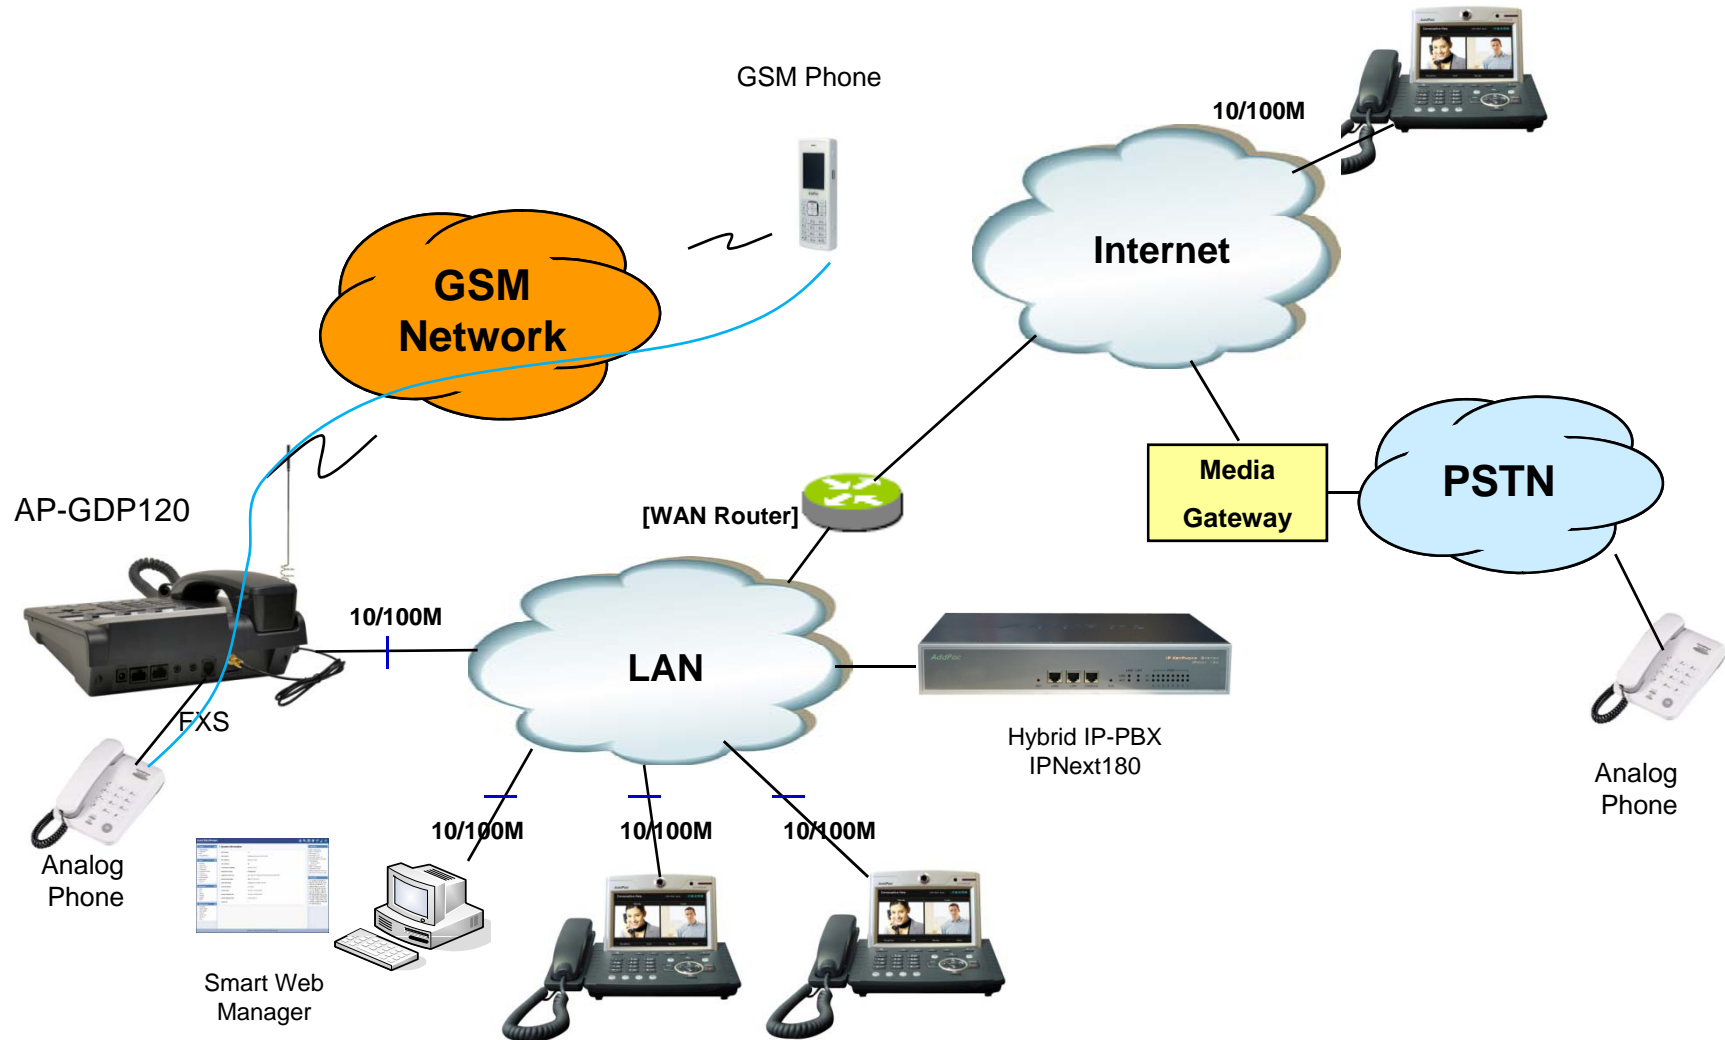 GSM Phone
10/100M
GSM
Network
Internet
Media
Gateway
PSTN
AP-GDP120
[WAN Router]
10/100M
LAN
AddPac
FXS
Hybrid IP-PBX
IPNext180
Analog
Phone
10/100M
10/100M
10/100M
Analog
Phone
Smart Web
Manager